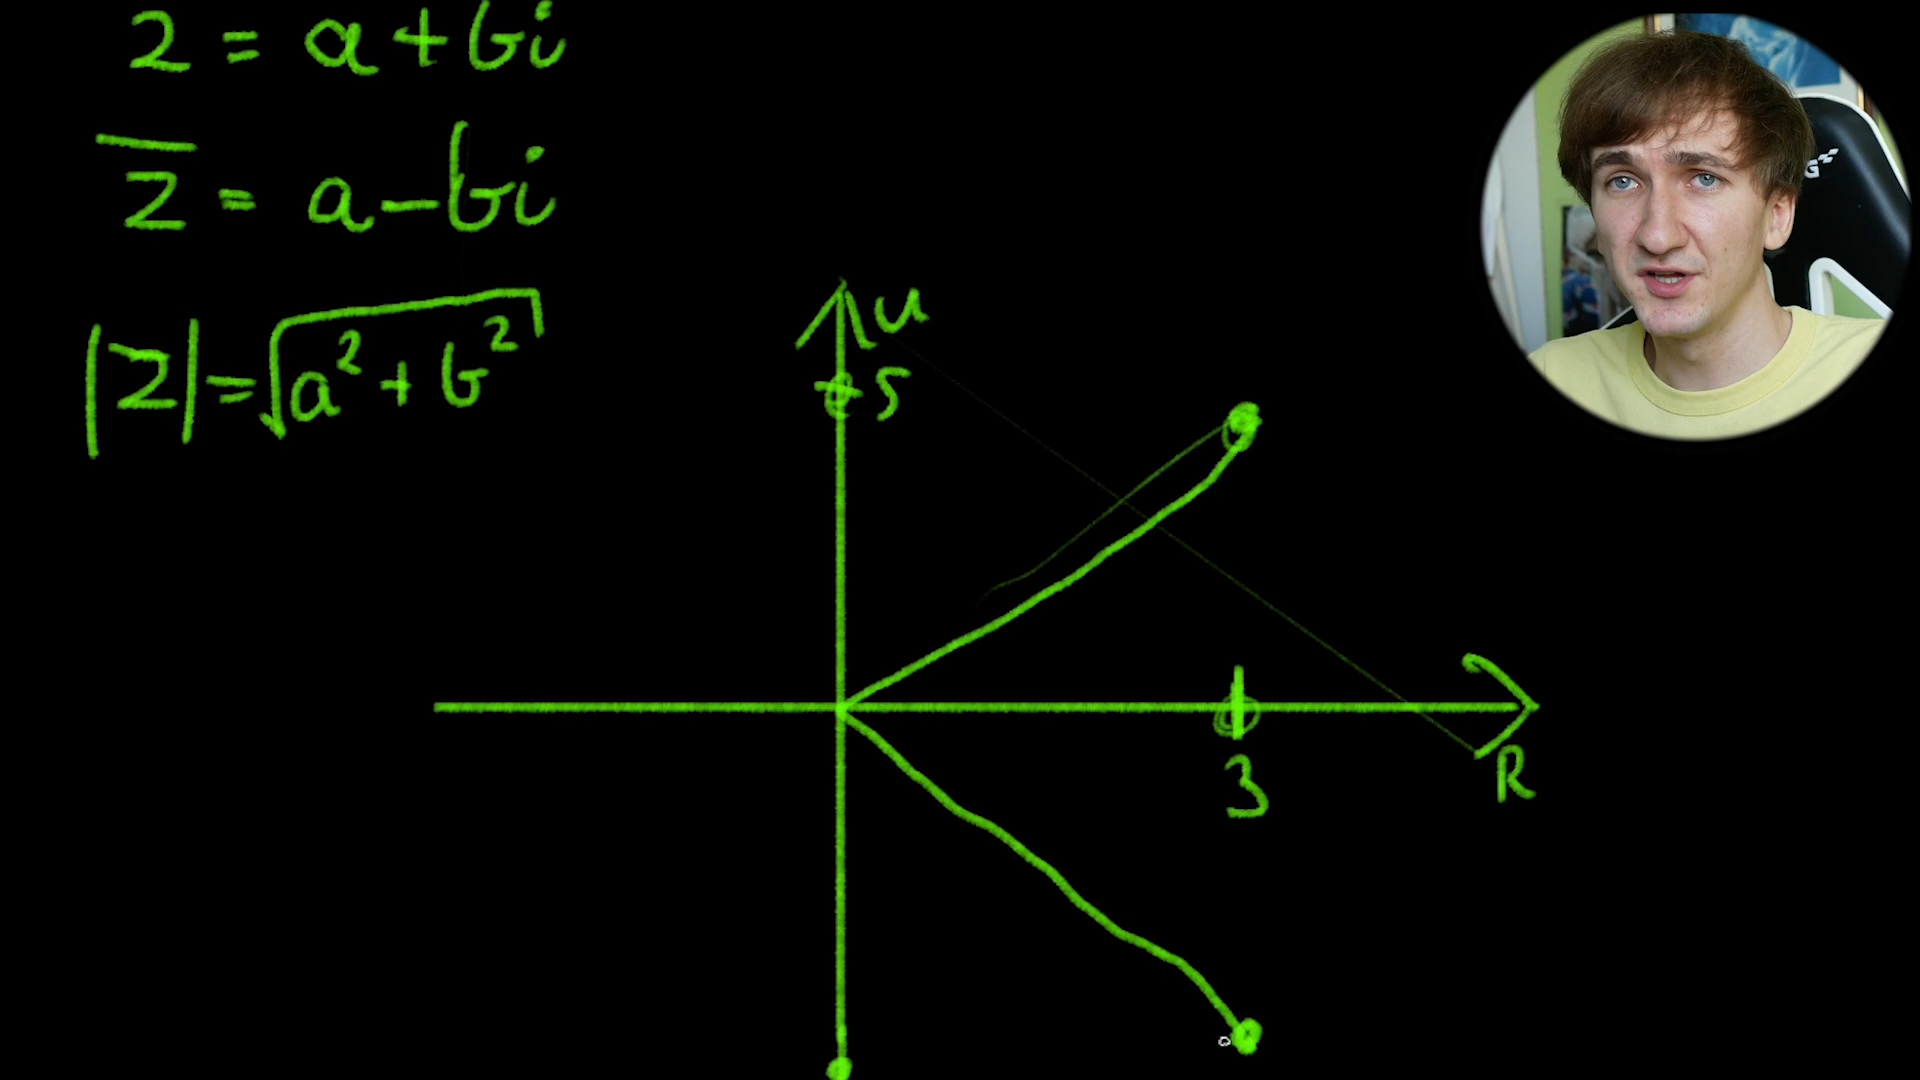 z = a + bi
z̅ = a - bi
|z| = √(a² + b²)
и
5
3
R